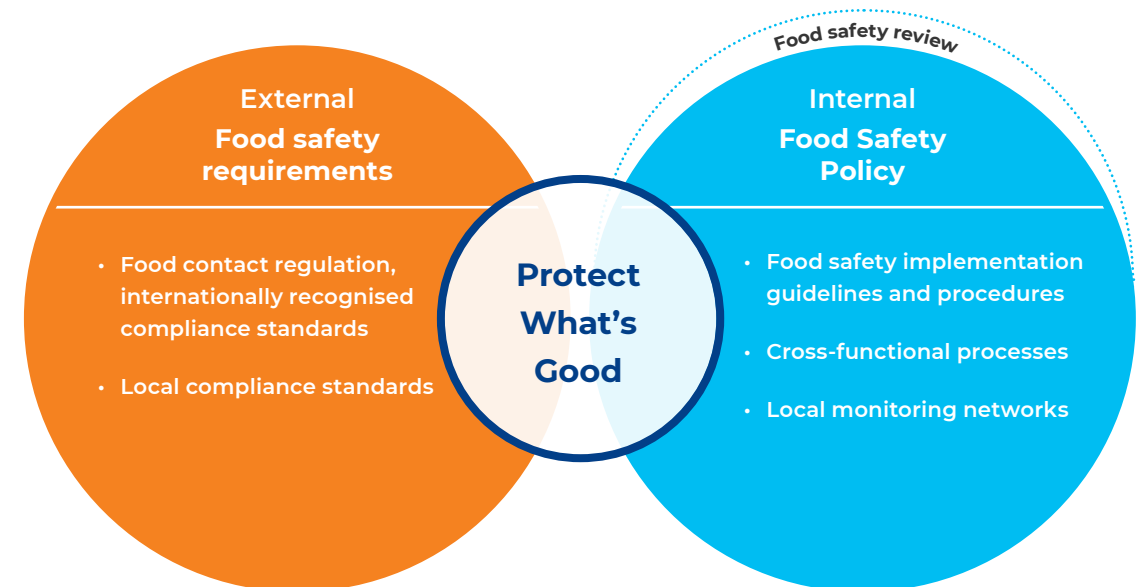 Food safety review
External
Food safety
requirements
• Food contact regulation,
internationally recognised
compliance standards
• Local compliance standards
Protect
What's
Good
Internal
Food Safety
Policy
• Food safety implementation
guidelines and procedures
• Cross-functional processes
• Local monitoring networks